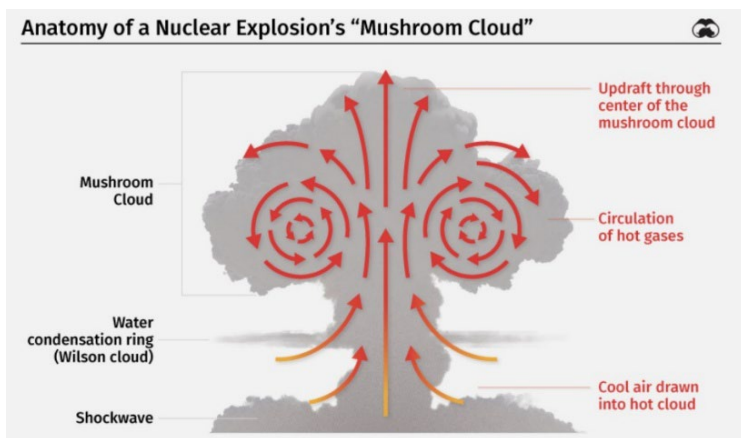 Anatomy of a Nuclear Explosion's “Mushroom Cloud”
Updraft through
center of the
mushroom cloud
Mushroom
Cloud
Circulation
of hot gases
Water
condensation ring
(Wilson cloud)
Cool air drawn
into hot cloud
Shockwave